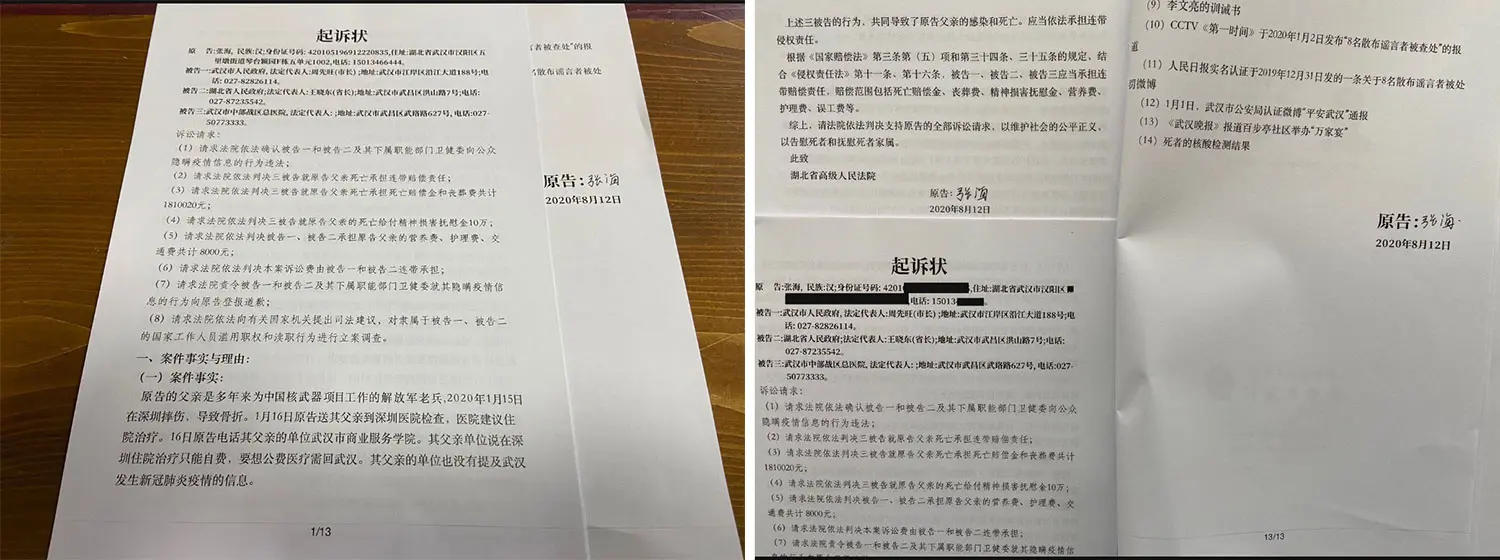 起诉状
原 告:张海, 民族:汉;身份证号码: 420105196912220835,住址:湖北省武汉市汉阳区五
里墩街道琴台颐园F栋五单元1002,电话: 15013466444.
被告一:武汉市人民政府, 法定代表人:周先旺(市长) ;地址:武汉市江岸区沿江大道188号;电
话: 027-82826114.
被告二:湖北省人民政府;法定代表人:王晓东(省长);地址:武汉市武昌区洪山路7号;电话:
027-87235542.
被告三:武汉市中部战区总医院, 法定代表人: ;地址:武汉市武昌区武珞路627号, 电话:027-
50773333.
诉讼请求:
(1)请求法院依法确认被告一和被告二及其下属职能部门卫健委向公众
隐瞒疫情信息的行为违法;
(2)请求法院依法判决三被告就原告父亲死亡承担连带赔偿责任;
(3)请求法院依法判决三被告就原告父亲死亡承担死亡赔偿金和丧葬费共计
1810020元;
(4)请求法院依法判决三被告就原告父亲的死亡给付精神损害抚慰金10万;
(5)请求法院依法判决被告一、被告二承担原告父亲的营养费、护理费、交
通费共计 8000元;
(6)请求法院依法判决本案诉讼费由被告一和被告二连带承担;
(7)请求法院责令被告一和被告二及其下属职能部门卫健委就其隐瞒疫情信
息的行为向原告登报道歉;
(8)请求法院依法向有关国家机关提出司法建议,对隶属于被告一、被告二
的国家工作人员滥用职权和渎职行为进行立案调查。
一、案件事实与理由:
(一)案件事实:
原告的父亲是多年来为中国核武器项目工作的解放军老兵,2020年1月15日
在深圳摔伤,导致骨折。1月16日原告送其父亲到深圳医院检查,医院建议住
院治疗。16日原告电话其父亲的单位武汉市商业服务学院。其父亲单位说在深
圳住院治疗只能自费,要想公费医疗需回武汉。其父亲的单位也没有提及武汉
发生新冠肺炎疫情的信息。
1/13
言者被查处"的报
散布谣言者被处
原告:张海
2020年8月12日
上述三被告的行为,共同导致了原告父亲的感染和死亡。应当依法承担连带
侵权责任。
根据《国家赔偿法》第三条第(五)项和第三十四条、三十五条的规定,结
合《侵权责任法》第十一条、第十六条,被告一、被告二、被告三应当承担连
带赔偿责任,赔偿范围包括死亡赔偿金、丧葬费、精神损害抚慰金、营养费、
护理费、误工费等。
综上,请法院依法判决支持原告的全部诉讼请求,以维护社会的公平正义,
以告慰死者和抚慰死者家属。
此致
湖北省高级人民法院
原告:张海
2020年8月12日
起诉状
原 告:张海, 民族:汉;身份证号码: 42010 ,住址:湖北省武汉市汉阳区
,电话: 15013
被告一:武汉市人民政府, 法定代表人:周先旺(市长) ;地址:武汉市江岸区沿江大道188号;电
话: 027-82826114.
被告二:湖北省人民政府;法定代表人:王晓东(省长);地址:武汉市武昌区洪山路7号;电话:
027-87235542.
被告三:武汉市中部战区总医院, 法定代表人: ;地址:武汉市武昌区武珞路627号, 电话:027-
50773333.
诉讼请求:
(1)请求法院依法确认被告一和被告二及其下属职能部门卫健委向公众
隐瞒疫情信息的行为违法;
(2)请求法院依法判决三被告就原告父亲死亡承担连带赔偿责任;
(3)请求法院依法判决三被告就原告父亲死亡承担死亡赔偿金和丧葬费共计
1810020元;
(4)请求法院依法判决三被告就原告父亲的死亡给付精神损害抚慰金10万;
(5)请求法院依法判决被告一、被告二承担原告父亲的营养费、护理费、交
通费共计 8000元;
(6)请求法院依法判决本案诉讼费由被告一和被告二连带承担;
(7)请求法院责令被告一和被告二及其下属职能部门卫健委就其隐瞒疫情信
(9)李文亮的训诫书
(10)CCTV《第一时间》于2020年1月2日发布"8名散布谣言者被查处"的报
道
(11)人民日报实名认证于2019年12月31日发的一条关于8名散布谣言者被处
罚微博
(12)1月1日,武汉市公安局认证微博"平安武汉"通报
(13)《武汉晚报》报道百步亭社区举办"万家宴"
(14)死者的核酸检测结果
原告:张海
2020年8月12日
13/13